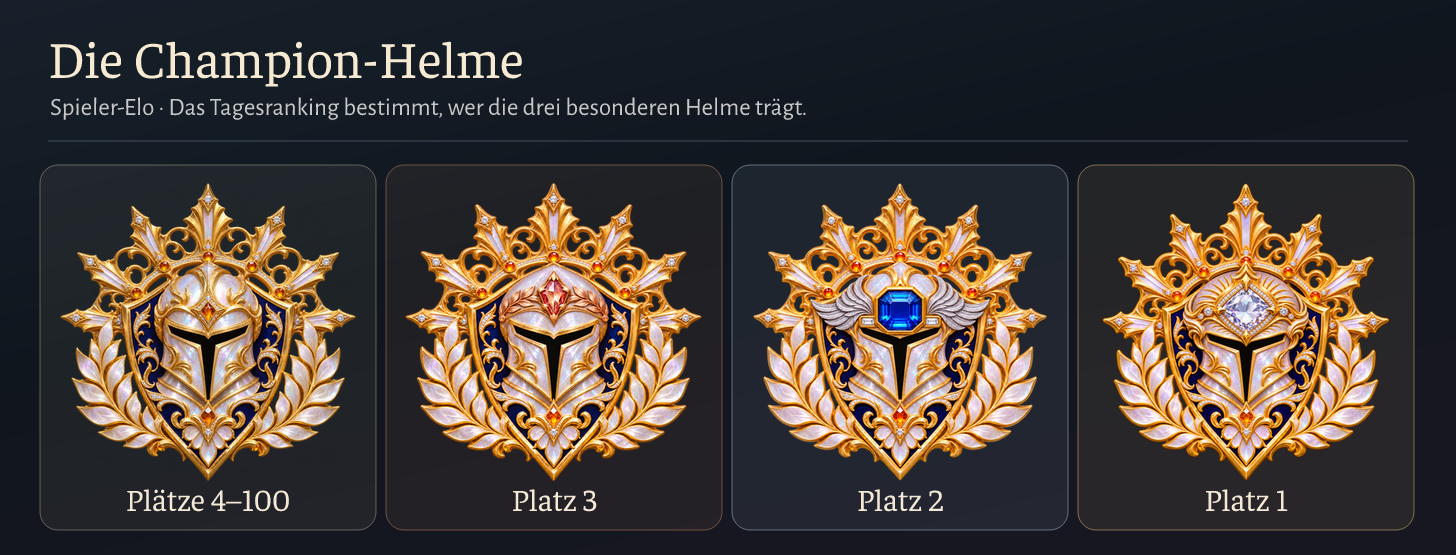 Die Champion-Helme
Spieler-Elo · Das Tagesranking bestimmt, wer die drei besonderen Helme trägt.
Plätze 4–100
Platz 3
Platz 2
Platz 1